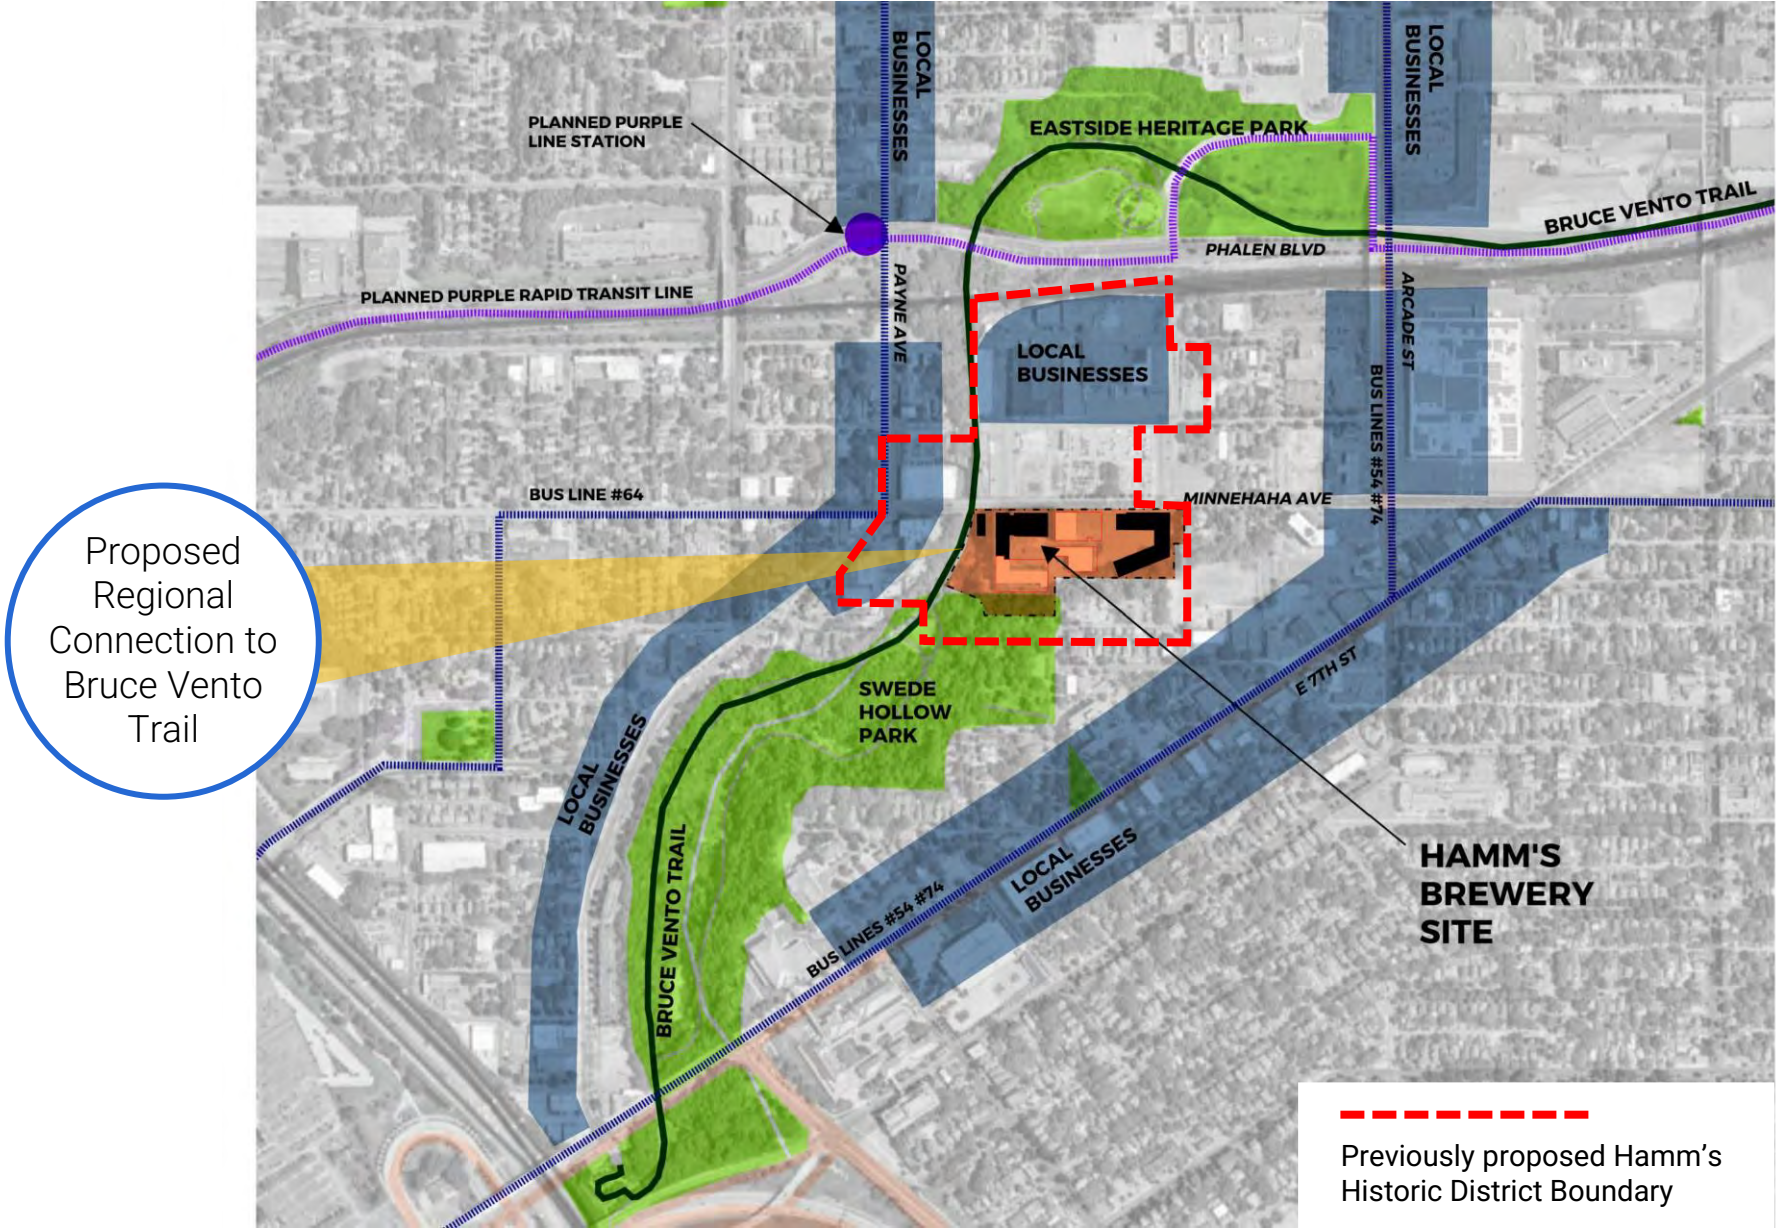 LOCAL
BUSINESSES
LOCAL
BUSINESSES
PLANNED PURPLE
LINE STATION
EASTSIDE HERITAGE PARK
BRUCE VENTO TRAIL
PHALEN BLVD
PLANNED PURPLE RAPID TRANSIT LINE
PAYNE AVE
ARCADE ST
LOCAL
BUSINESSES
BUS LINES #54 #74
BUS LINE #64
MINNEHAHA AVE
Proposed
Regional
Connection to
Bruce Vento
Trail
E 7TH ST
SWEDE
HOLLOW
PARK
LOCAL
BUSINESSES
BRUCE VENTO TRAIL
LOCAL
BUSINESSES
BUS LINES #54 #74
HAMM'S
BREWERY
SITE
Previously proposed Hamm's
Historic District Boundary